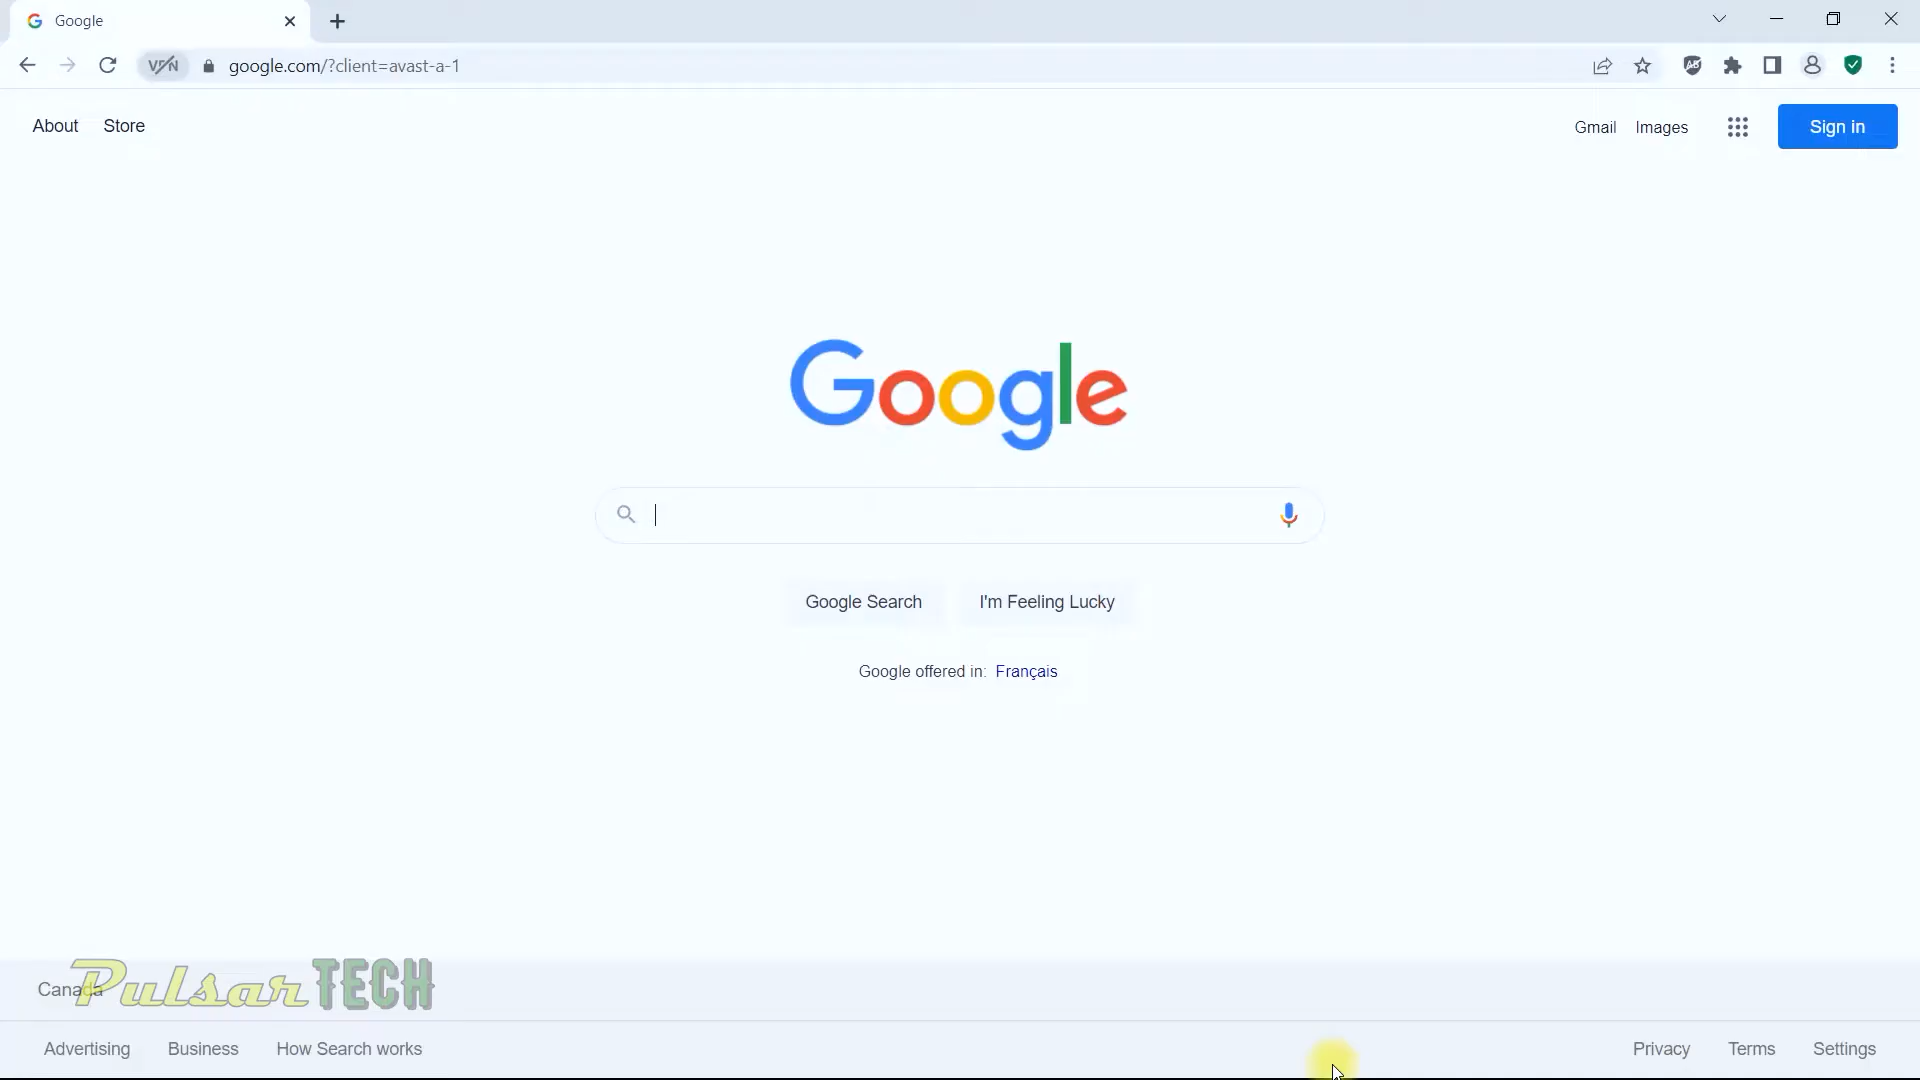 Google
VPN google.com/?client=avast-a-1
About Store Gmail Images Sign in
Google
Google Search I'm Feeling Lucky
Google offered in: Français
Canada
Pulsar TECH
Advertising Business How Search works Privacy Terms Settings